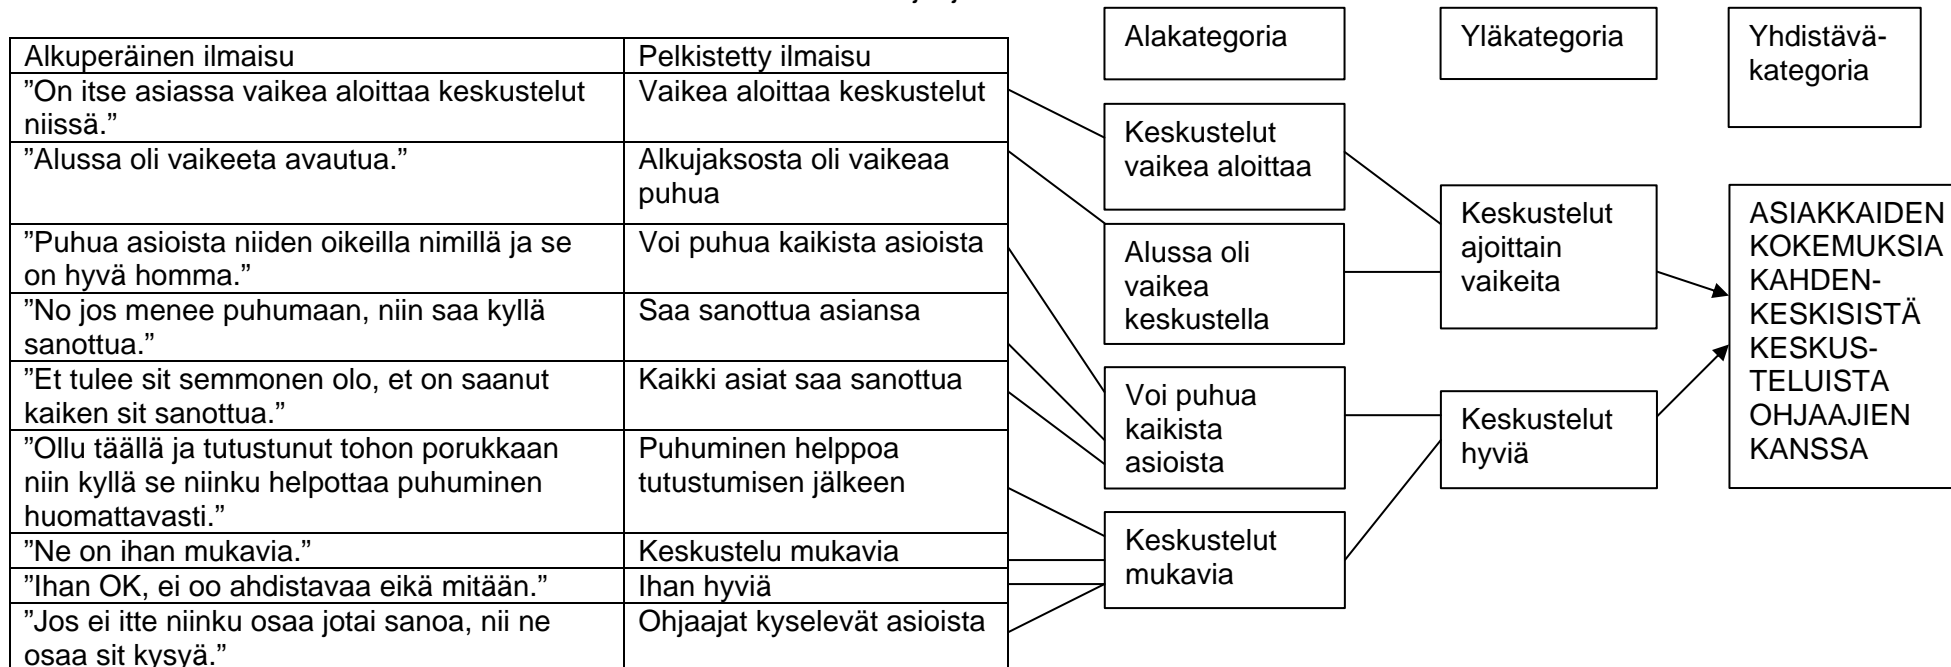 Alkuperäinen ilmaisu
Pelkistetty ilmaisu
”On itse asiassa vaikea aloittaa keskustelut
niissä.”
Vaikea aloittaa keskustelut
”Alussa oli vaikeeta avautua.”
Alkujaksosta oli vaikeaa
puhua
”Puhua asioista niiden oikeilla nimillä ja se
on hyvä homma.”
Voi puhua kaikista asioista
”No jos menee puhumaan, niin saa kyllä
sanottua.”
Saa sanottua asiansa
”Et tulee sit semmonen olo, et on saanut
kaiken sit sanottua.”
Kaikki asiat saa sanottua
”Ollu täällä ja tutustunut tohon porukkaan
niin kyllä se niinku helpottaa puhuminen
huomattavasti.”
Puhuminen helppoa
tutustumisen jälkeen
”Ne on ihan mukavia.”
Keskustelu mukavia
”Ihan OK, ei oo ahdistavaa eikä mitään.”
Ihan hyviä
”Jos ei itte niinku osaa jotai sanoa, nii ne
osaa sit kysyä.”
Ohjaajat kyselevät asioista
Alakategoria
Keskustelut
vaikea aloittaa
Alussa oli
vaikea
keskustella
Voi puhua
kaikista
asioista
Keskustelut
mukavia
Yläkategoria
Keskustelut
ajoittain
vaikeita
Keskustelut
hyviä
Yhdistävä-
kategoria
ASIAKKAIDEN
KOKEMUKSIA
KAHDEN-
KESKISISTÄ
KESKUS-
TELUISTA
OHJAAJIEN
KANSSA